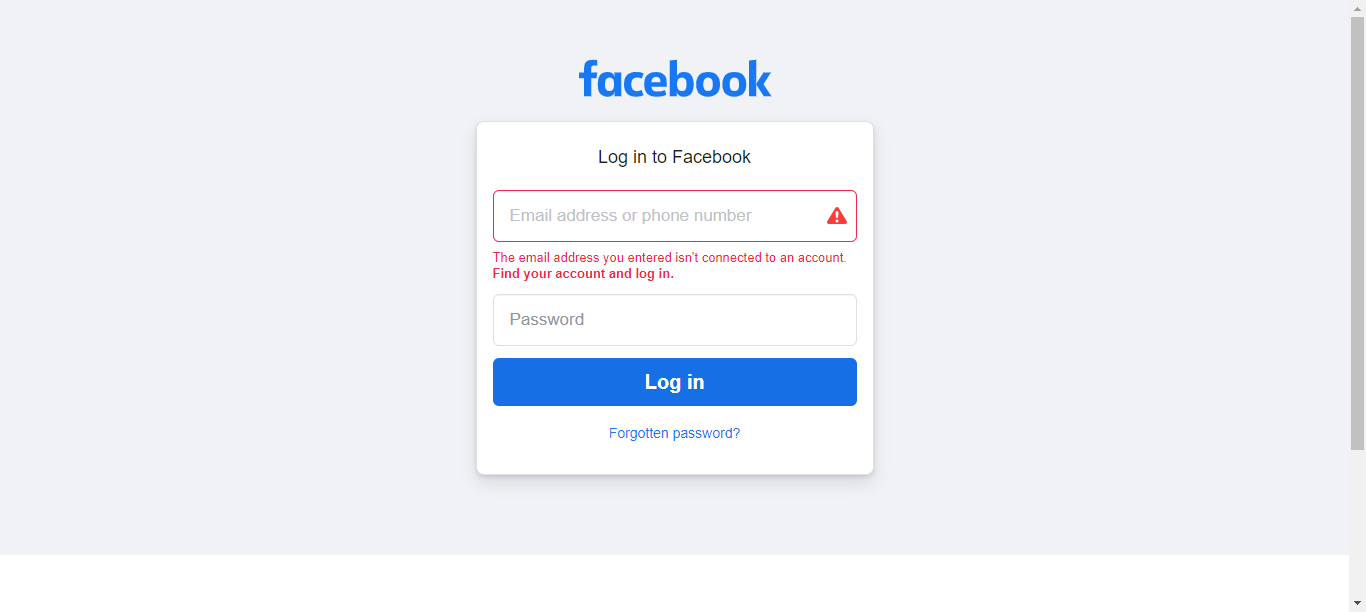 facebook
Log in to Facebook
Email address or phone number
The email address you entered isn't connected to an account.
Find your account and log in.
Password
Log in
Forgotten password?